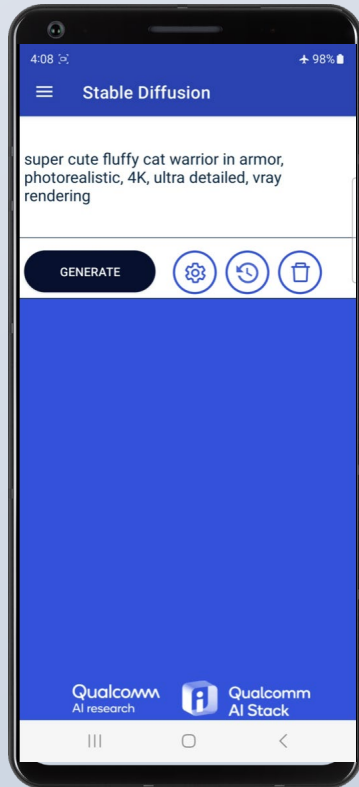 4:08
98%
Stable Diffusion
super cute fluffy cat warrior in armor,
photorealistic, 4K, ultra detailed, vray
rendering
GENERATE
Qualcomm
AI research
Qualcomm
AI Stack